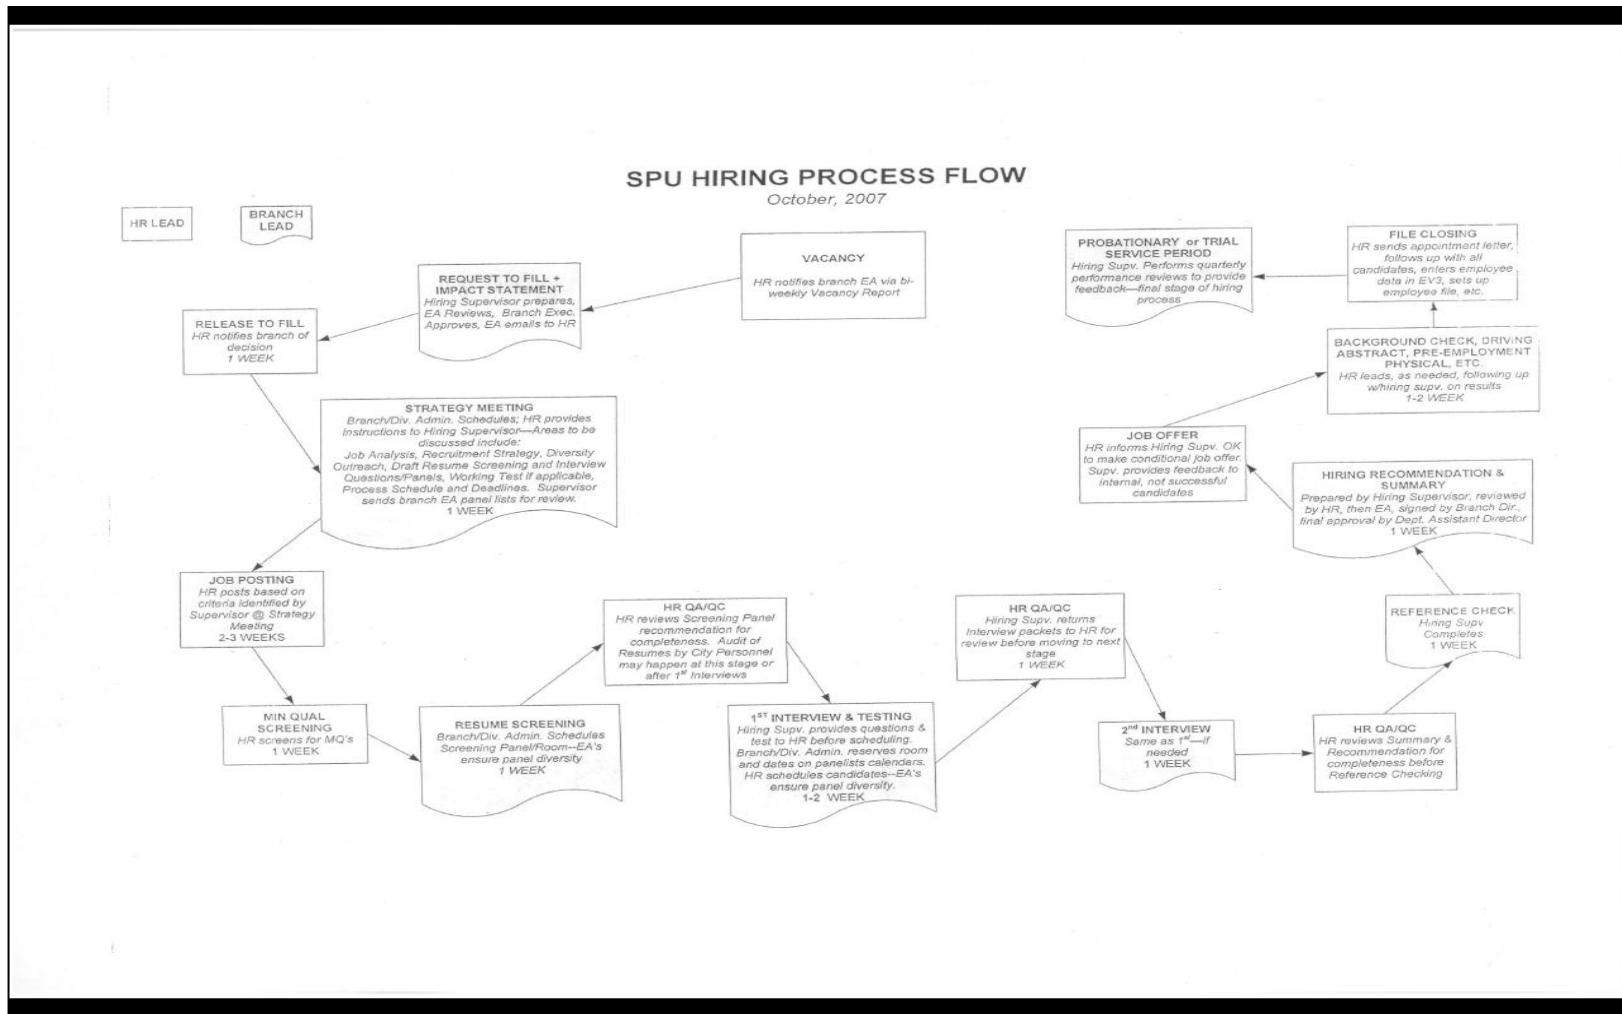 SPU HIRING PROCESS FLOW
October, 2007
HR LEAD
BRANCH
LEAD
VACANCY
HR notifies branch EA via bi-
weekly Vacancy Report
REQUEST TO FILL +
IMPACT STATEMENT
Hiring Supervisor prepares,
EA Reviews, Branch Exec.
Approves, EA emails to HR
RELEASE TO FILL
HR notifies branch of
decision
1 WEEK
STRATEGY MEETING
Branch/Div. Admin. Schedules; HR provides
Instructions to Hiring Supervisor—Areas to be
discussed include:
Job Analysis, Recruitment Strategy, Diversity
Outreach, Draft Resume Screening and Interview
Questions/Panels, Working Test if applicable,
Process Schedule and Deadlines. Supervisor
sends branch EA panel lists for review.
1 WEEK
JOB POSTING
HR posts based on
criteria identified by
Supervisor @ Strategy
Meeting
2-3 WEEKS
MIN QUAL
SCREENING
HR screens for MQ's
1 WEEK
RESUME SCREENING
Branch/Div. Admin. Schedules
Screening Panel/Room--EA's
ensure panel diversity
1 WEEK
HR QA/QC
HR reviews Screening Panel
recommendation for
completeness. Audit of
Resumes by City Personnel
may happen at this stage or
after 1st Interviews
1ST INTERVIEW & TESTING
Hiring Supv. provides questions &
test to HR before scheduling.
Branch/Div. Admin. reserves room
and dates on panelists calendars.
HR schedules candidates--EA's
ensure panel diversity.
1-2 WEEK
HR QA/QC
Hiring Supv. returns
Interview packets to HR for
review before moving to next
stage
1 WEEK
2nd INTERVIEW
Same as 1st—if
needed
1 WEEK
HR QA/QC
HR reviews Summary &
Recommendation for
completeness before
Reference Checking
REFERENCE CHECK
Hiring Supv
Completes
1 WEEK
HIRING RECOMMENDATION &
SUMMARY
Prepared by Hiring Supervisor, reviewed
by HR, then EA, signed by Branch Dir.,
final approval by Dept. Assistant Director
1 WEEK
JOB OFFER
HR informs Hiring Supv. OK
to make conditional job offer.
Supv. provides feedback to
internal, not successful
candidates
BACKGROUND CHECK, DRIVING
ABSTRACT, PRE-EMPLOYMENT
PHYSICAL, ETC.
HR leads, as needed, following up
w/hiring supv. on results
1-2 WEEK
FILE CLOSING
HR sends appointment letter,
follows up with all
candidates, enters employee
data in EV3, sets up
employee file, etc.
PROBATIONARY or TRIAL
SERVICE PERIOD
Hiring Supv. Performs quarterly
performance reviews to provide
feedback—final stage of hiring
process